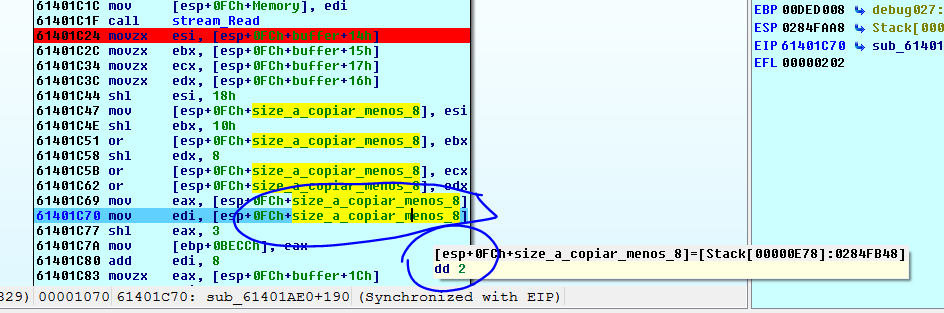 61401C1C mov     [esp+0FCh+Memory], edi
61401C1F call    stream_Read
61401C24 movzx   esi, [esp+0FCh+buffer+14h]
61401C2C movzx   ebx, [esp+0FCh+buffer+15h]
61401C34 movzx   ecx, [esp+0FCh+buffer+17h]
61401C3C movzx   edx, [esp+0FCh+buffer+16h]
61401C44 shl     esi, 18h
61401C47 mov     [esp+0FCh+size_a_copiar_menos_8], esi
61401C4E shl     ebx, 10h
61401C51 or      [esp+0FCh+size_a_copiar_menos_8], ebx
61401C58 shl     edx, 8
61401C5B or      [esp+0FCh+size_a_copiar_menos_8], ecx
61401C62 or      [esp+0FCh+size_a_copiar_menos_8], edx
61401C69 mov     eax, [esp+0FCh+size_a_copiar_menos_8]
61401C70 mov     edi, [esp+0FCh+size_a_copiar_menos_8]
61401C77 shl     eax, 3
61401C7A mov     [ebp+0BECCh], eax
61401C80 add     edi, 8
61401C83 movzx   eax, [esp+0FCh+buffer+1Ch]
[esp+0FCh+size_a_copiar_menos_8]=[Stack[00000E78]:0284FB48]
dd 2
829) 00001070 61401C70: sub_61401AE0+190 (Synchronized with EIP)
EBP 00DED008 debug027:
ESP 0284FAA8 Stack[000
EIP 61401C70 sub_61401
EFL 00000202